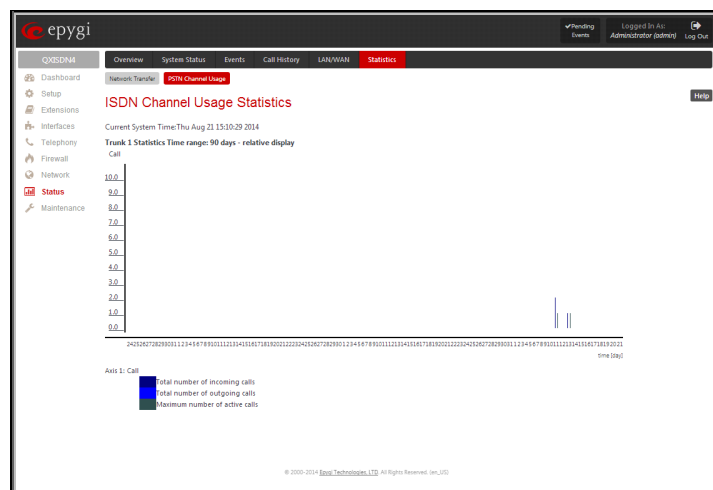 epygi
✔Pending Events
Logged In As: Administrator (admin)
Log Out
QXISDN4
Overview System Status Events Call History LAN/WAN Statistics
Dashboard
Setup
Extensions
Interfaces
Telephony
Firewall
Network
Status
Maintenance
Network Transfer PSTN Channel Usage
ISDN Channel Usage Statistics
Help
Current System Time:Thu Aug 21 15:10:29 2014
Trunk 1 Statistics Time range: 90 days - relative display
Call
10.0
9.0
8.0
7.0
6.0
5.0
4.0
3.0
2.0
1.0
0.0
time [day]
Axis 1: Call
Total number of incoming calls
Total number of outgoing calls
Maximum number of active calls
© 2000-2014 Epygi Technologies, LTD. All Rights Reserved. (en_US)